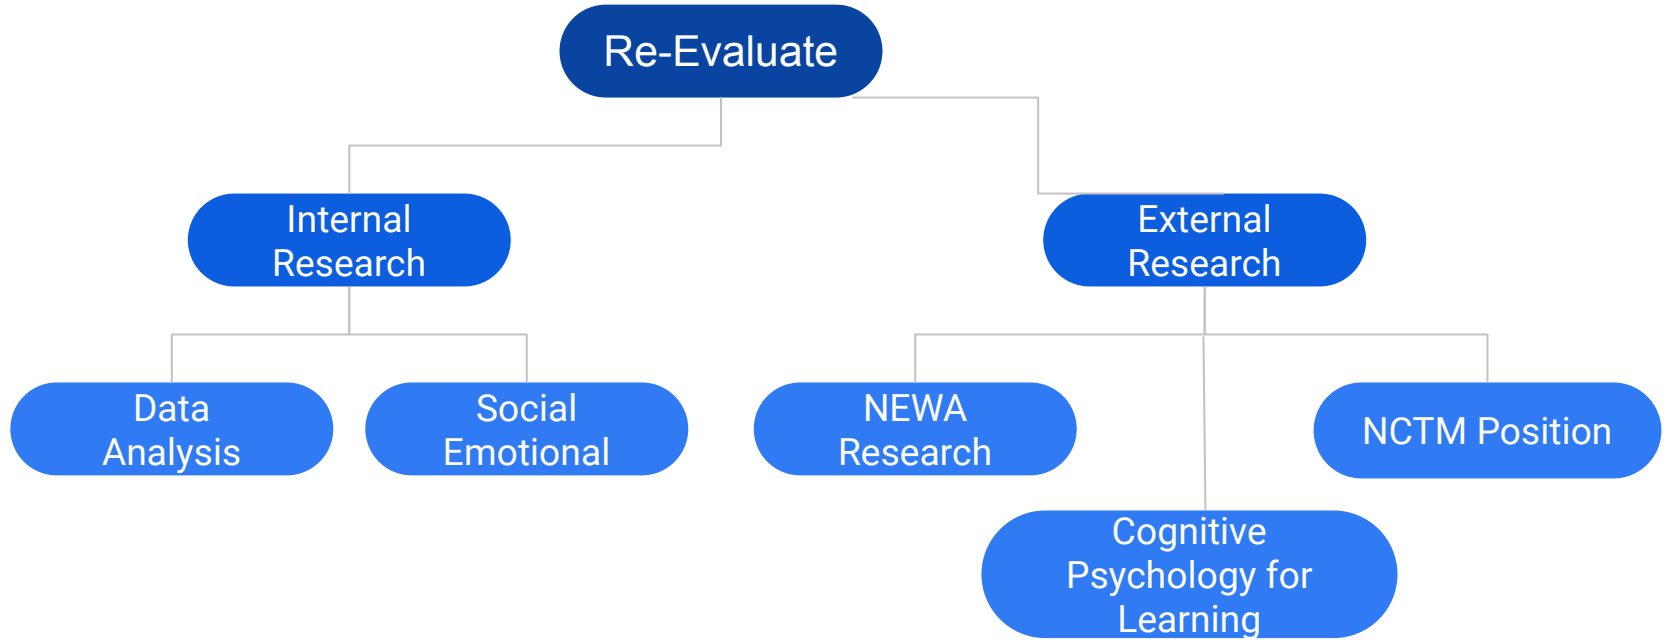 Re-Evaluate
Internal
Research
External
Research
Data
Analysis
Social
Emotional
NEWA
Research
NCTM Position
Cognitive
Psychology for
Learning